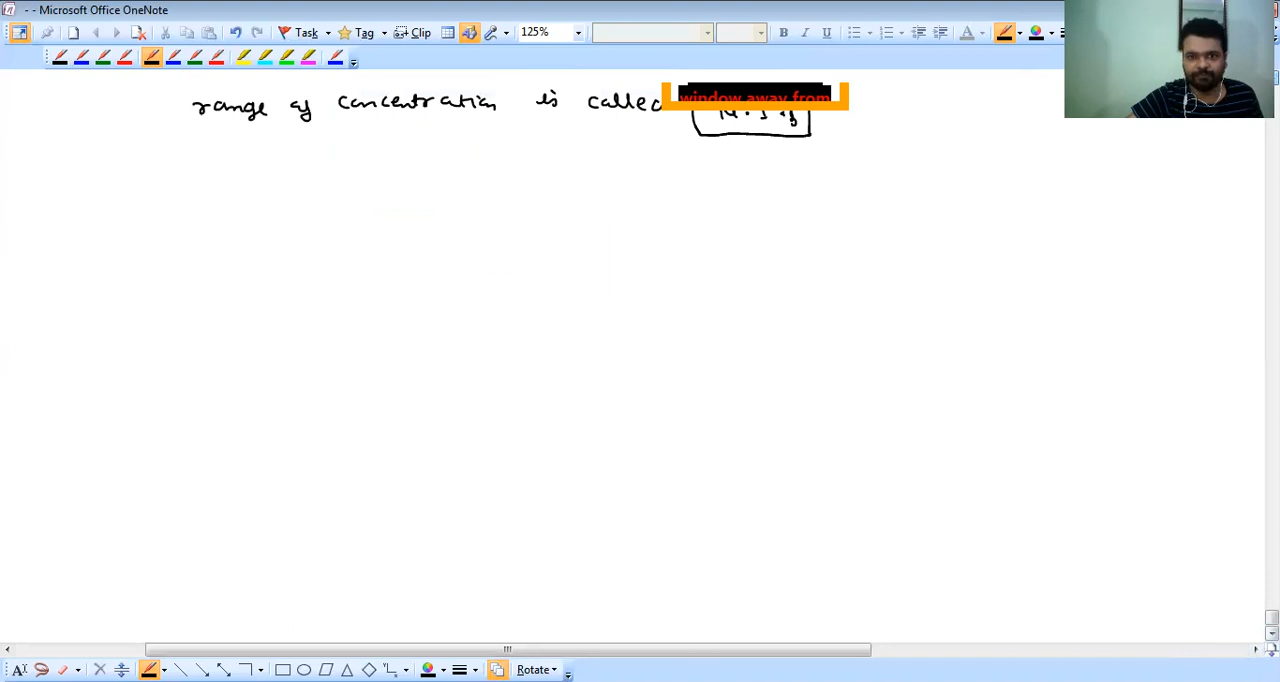 - - Microsoft Office OneNote
Task Tag Clip 125% B I U A
range of concentration is called
window away from
A Rotate